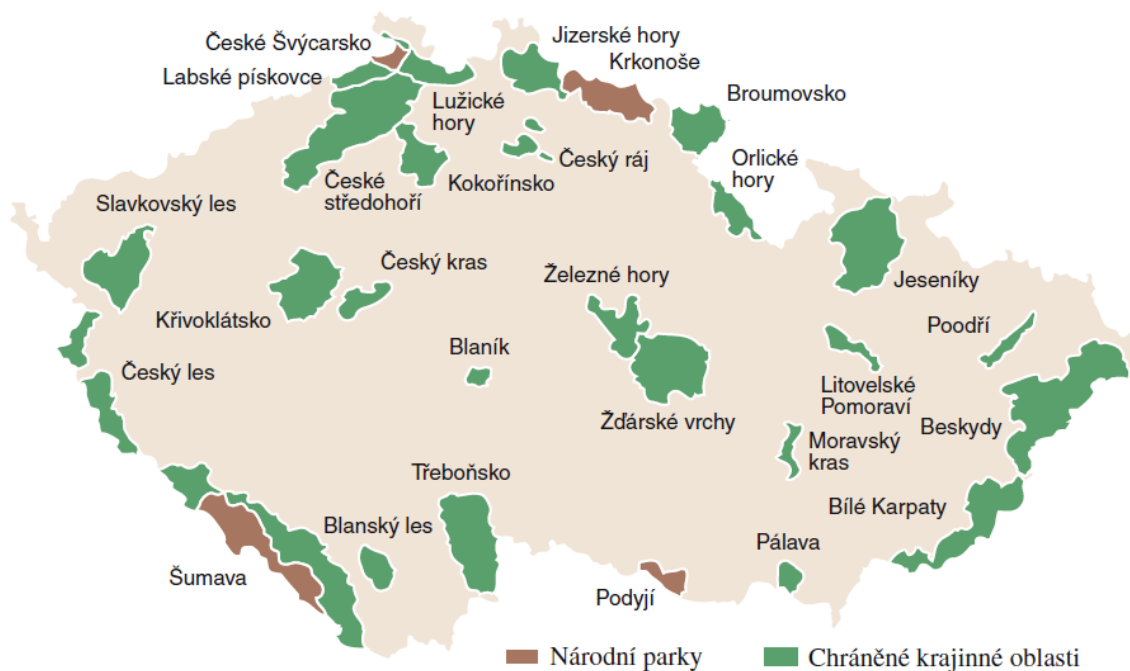 České Švýcarsko
Labské pískovce
Jizerské hory
Krkonoše
Broumovsko
Lužické
hory
Český ráj
Orlické
hory
Kokořínsko
České
středohoří
Slavkovský les
Český kras
Železné hory
Jeseníky
Křivoklátsko
Poodří
Blaník
Český les
Litovelské
Pomoraví
Žďárské vrchy
Beskydy
Moravský
kras
Třeboňsko
Bílé Karpaty
Blanský les
Pálava
Šumava
Podyjí
Národní parky
Chráněné krajinné oblasti